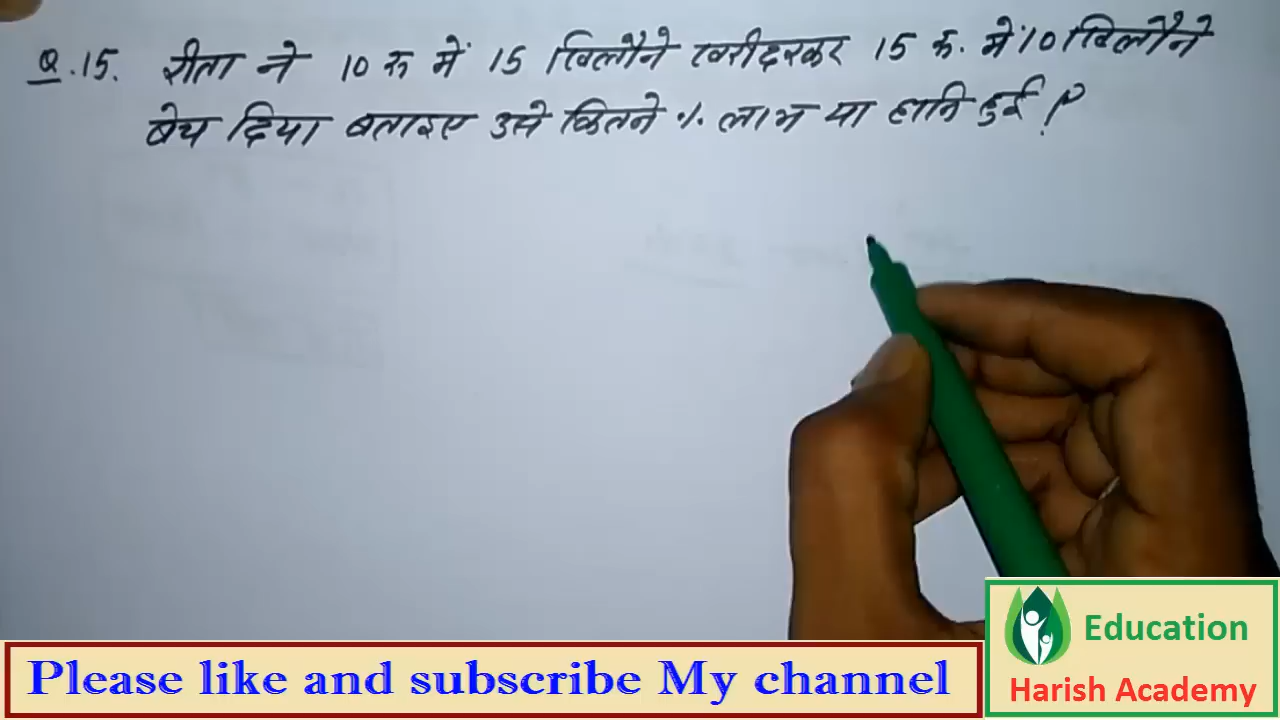 Q.15. रीता ने 10 रू में 15 खिलौने खरीदरकर 15 रू. में 10 खिलौने
बेच दिया बताइए उसे कितने % लाभ या हानि हुई ?
Education
Harish Academy
Please like and subscribe My channel